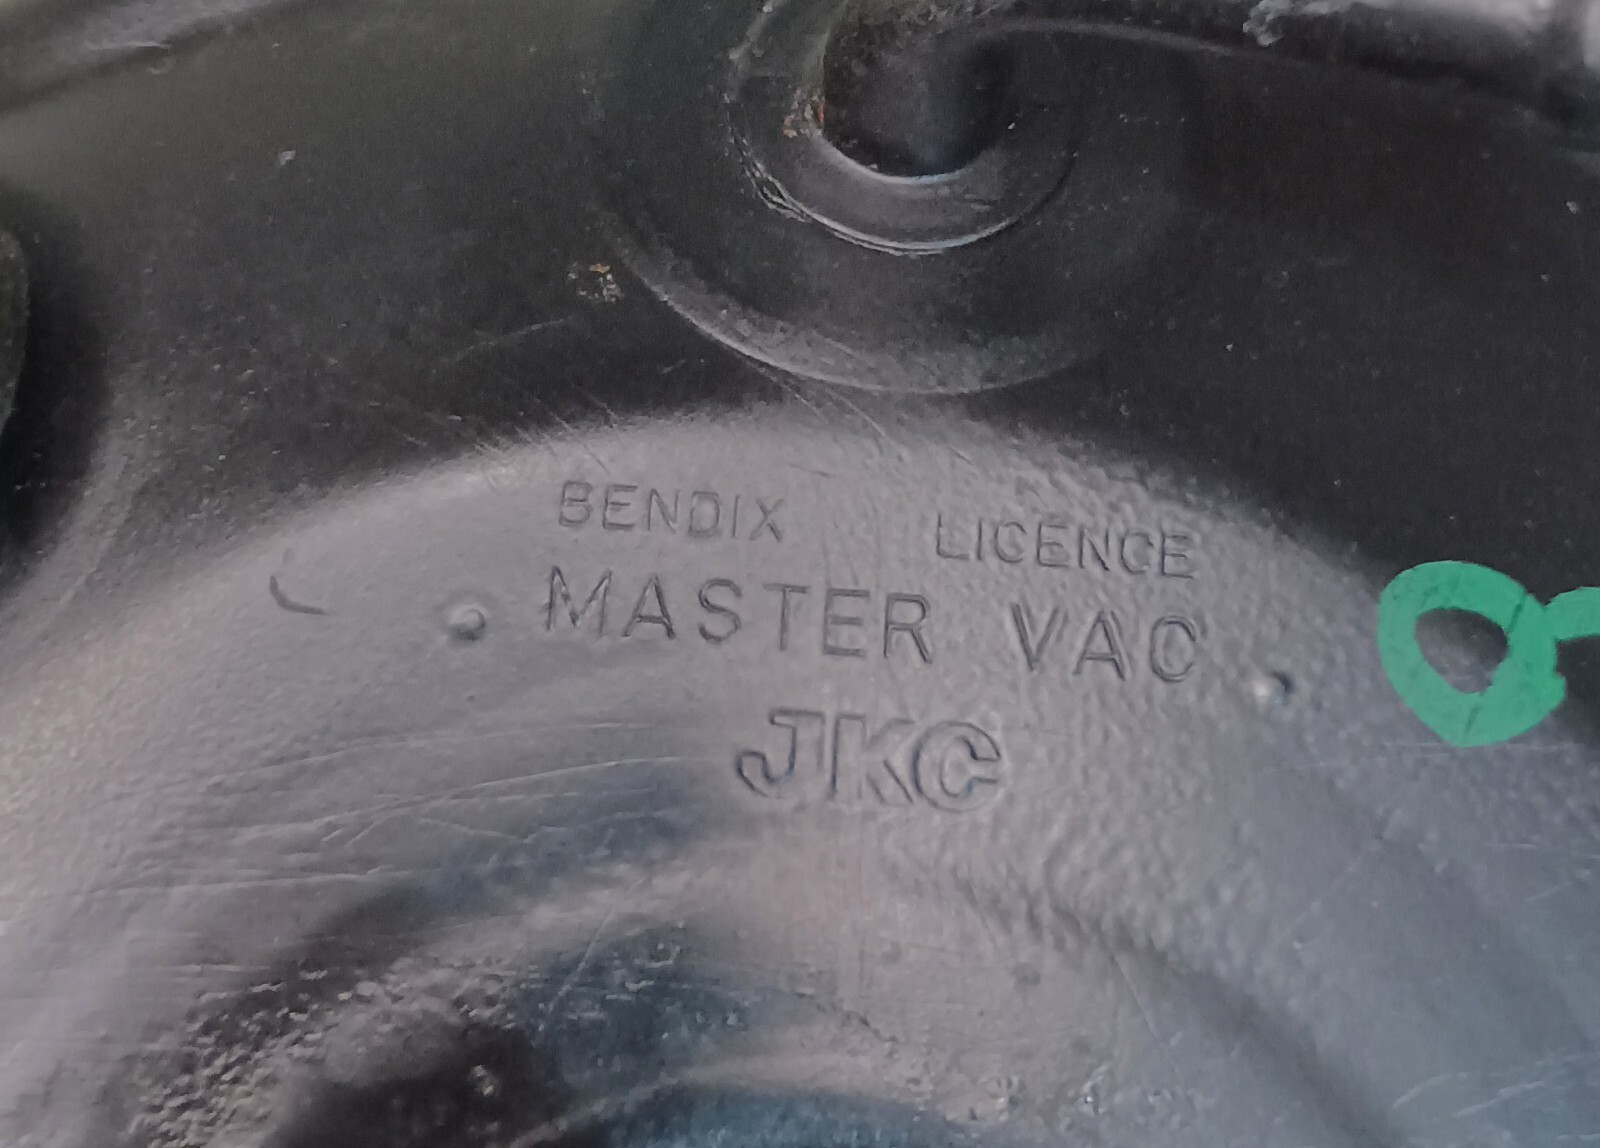 BENDIX LICENCE
MASTER VAC
JKC